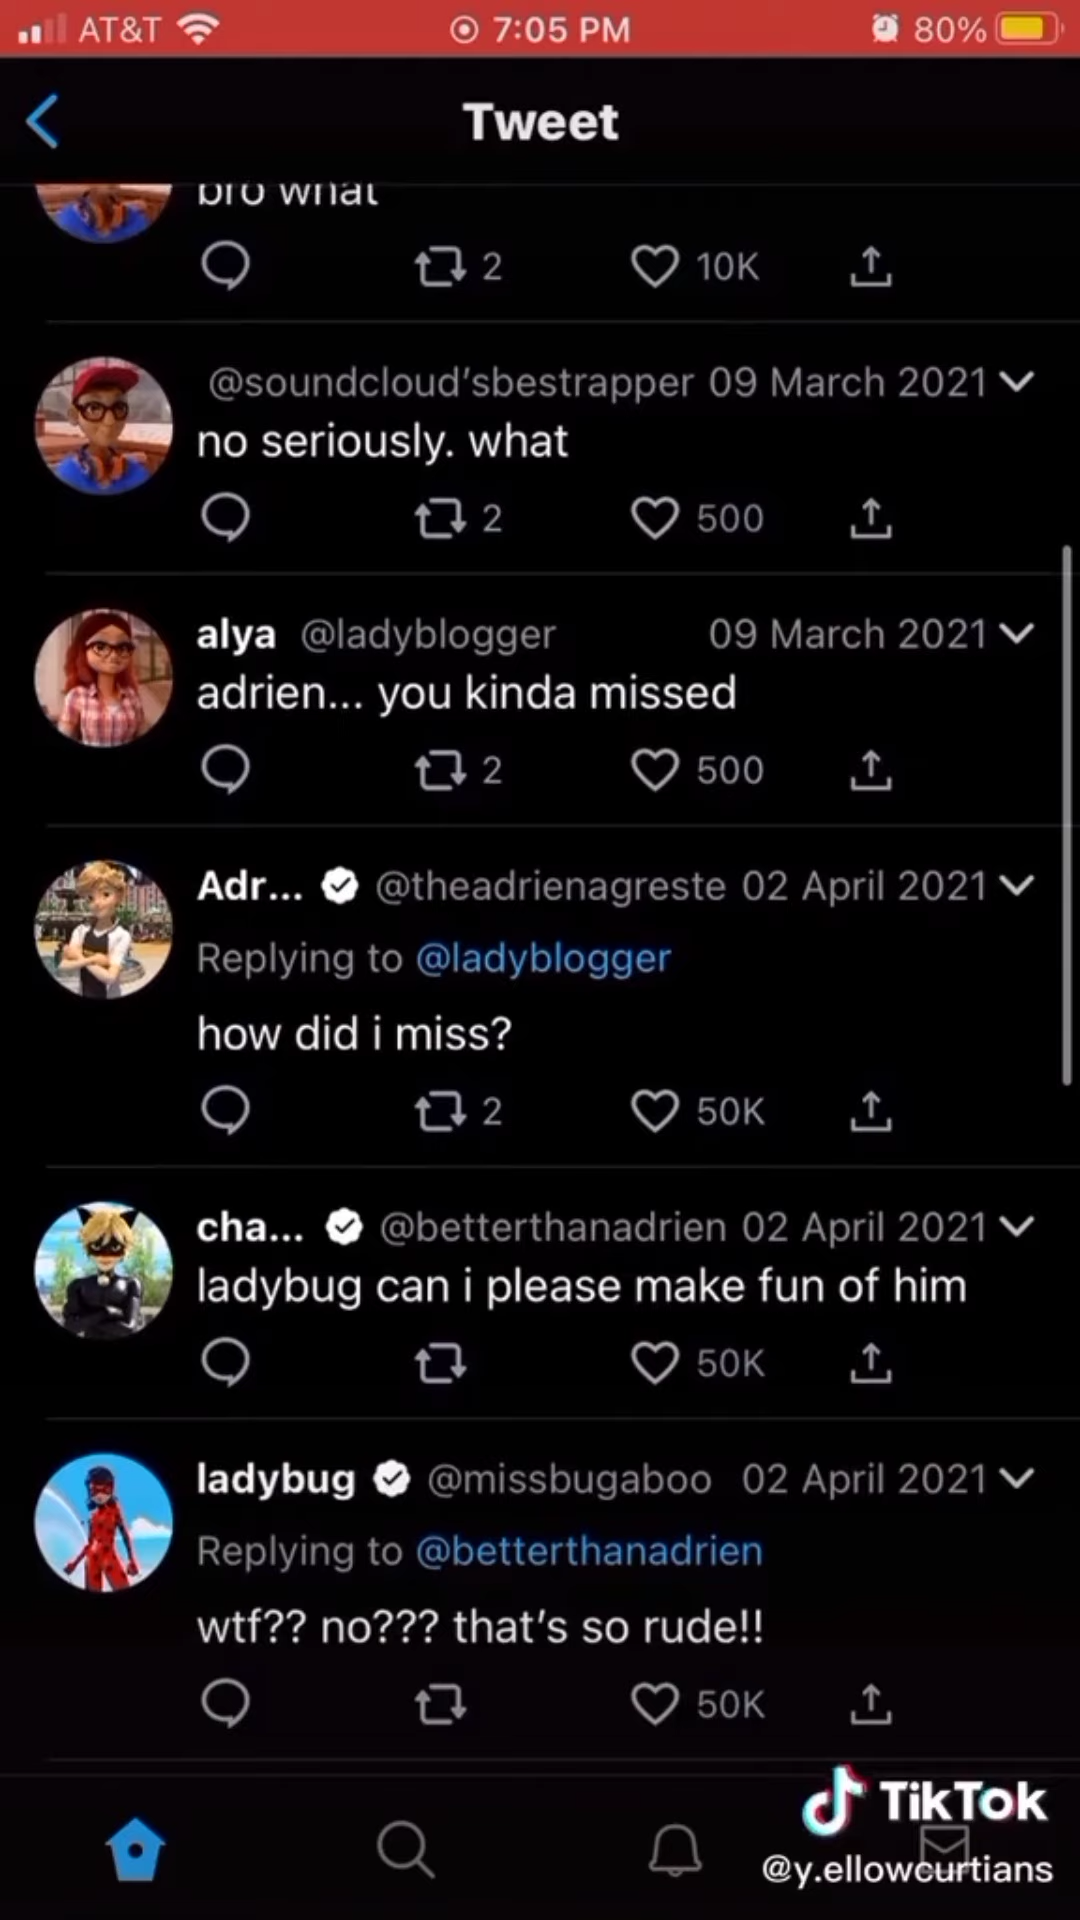 AT&T 7:05 PM 80%
Tweet
bro what
2 10K
@soundcloud'sbestrapper 09 March 2021
no seriously. what
2 500
alya @ladyblogger 09 March 2021
adrien... you kinda missed
2 500
Adr... @theadrienagreste 02 April 2021
Replying to @ladyblogger
how did i miss?
2 50K
cha... @betterthanadrien 02 April 2021
ladybug can i please make fun of him
50K
ladybug @missbugaboo 02 April 2021
Replying to @betterthanadrien
wtf?? no??? that's so rude!!
50K
TikTok
@y.ellowcurtians